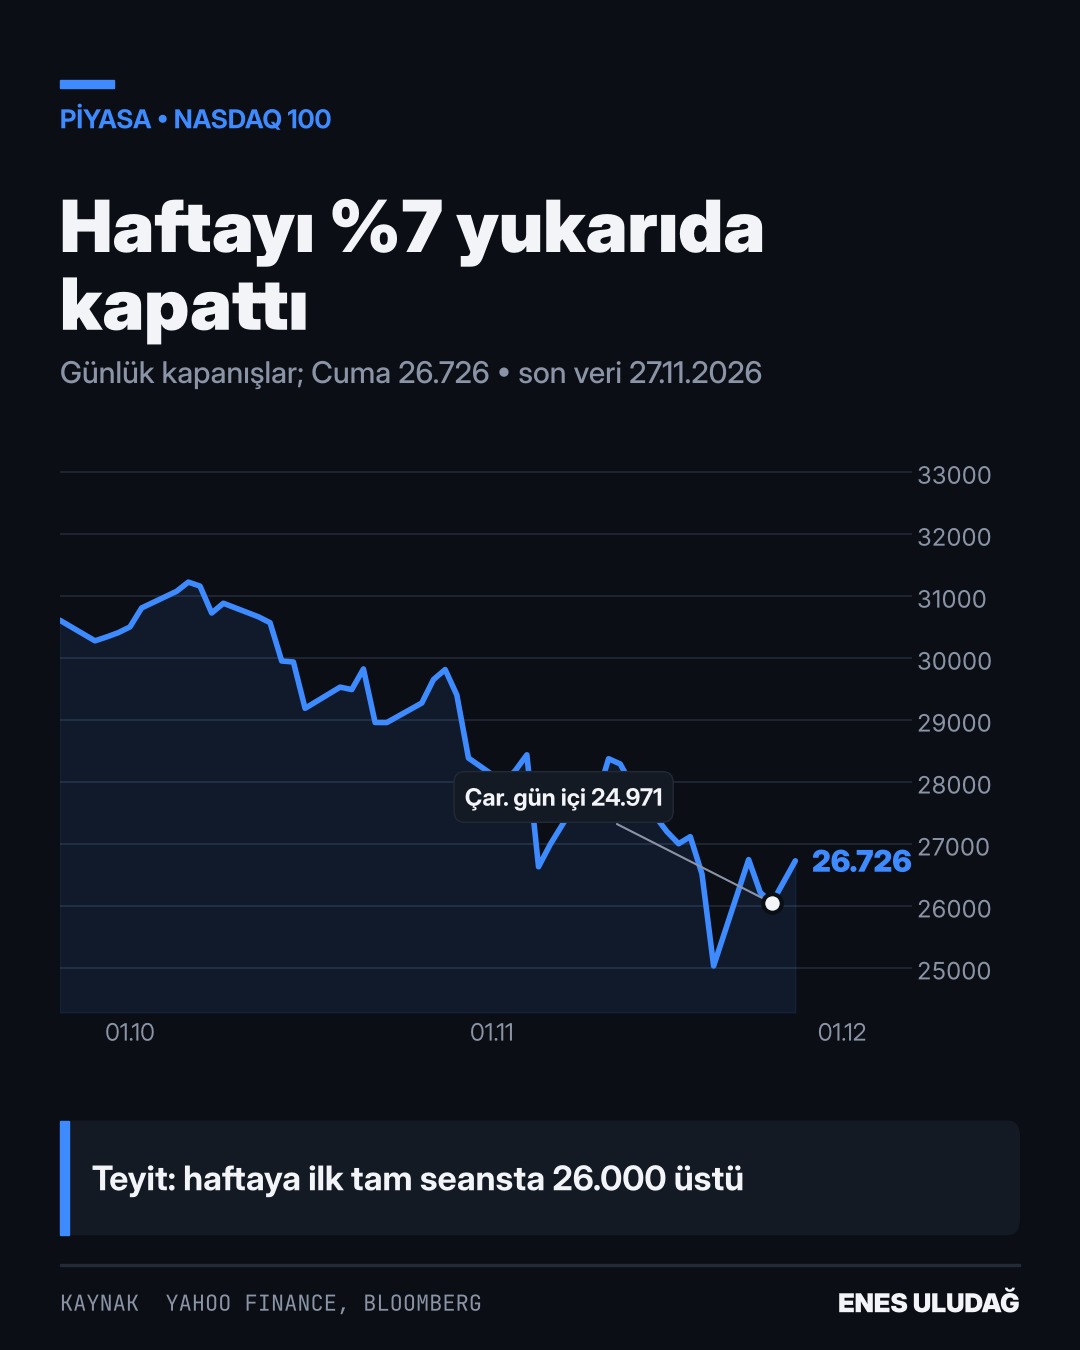 PİYASA • NASDAQ 100
Haftayı %7 yukarıda
kapattı
Günlük kapanışlar; Cuma 26.726 • son veri 27.11.2026
33000
32000
31000
30000
29000
28000
Çar. gün içi 24.971
27000
26.726
26000
25000
01.10 01.11 01.12
Teyit: haftaya ilk tam seansta 26.000 üstü
KAYNAK YAHOO FINANCE, BLOOMBERG
ENES ULUDAĞ